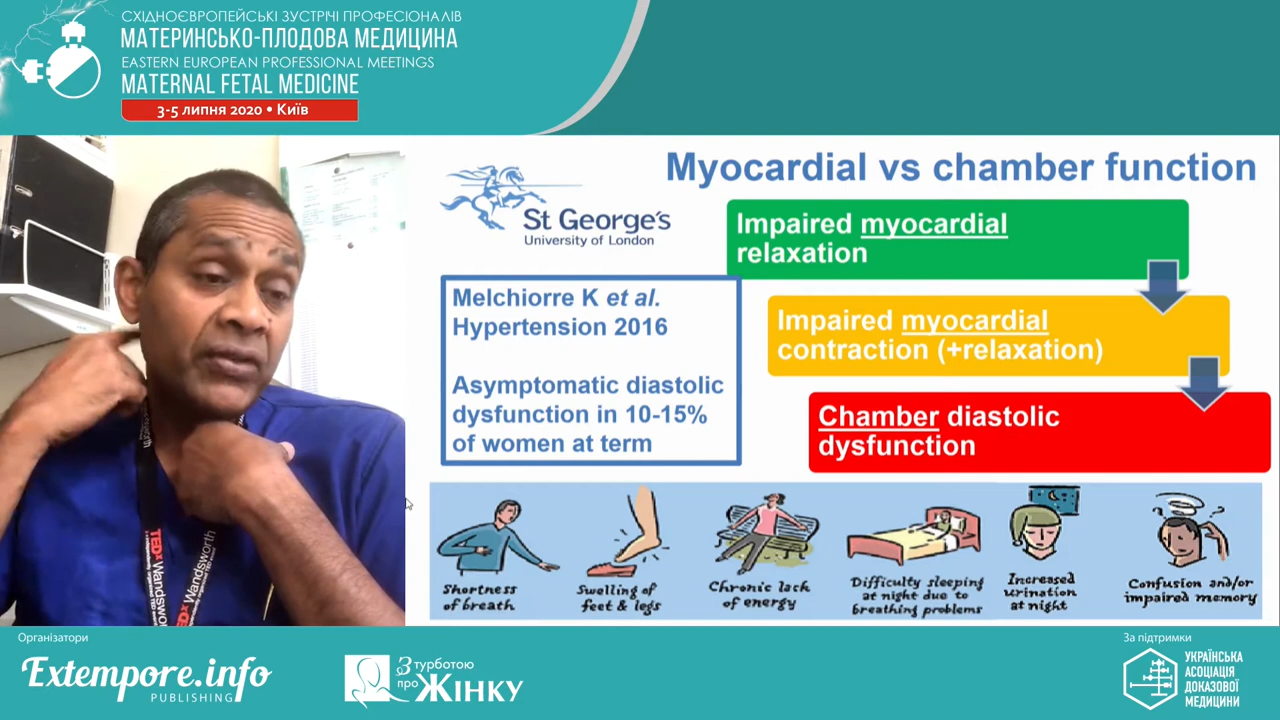 СХІДНОЄВРОПЕЙСЬКІ ЗУСТРІЧІ ПРОФЕСІОНАЛІВ
МАТЕРИНСЬКО-ПЛОДОВА МЕДИЦИНА
EASTERN EUROPEAN PROFESSIONAL MEETINGS
MATERNAL FETAL MEDICINE
3-5 липня 2020 • Київ
St George's
University of London
Myocardial vs chamber function
Impaired myocardial
relaxation
Melchiorre K et al.
Hypertension 2016
Asymptomatic diastolic
dysfunction in 10-15%
of women at term
Impaired myocardial
contraction (+relaxation)
Chamber diastolic
dysfunction
Shortness
of breath
Swelling of
feet & legs
Chronic lack
of energy
Difficulty sleeping
at night due to
breathing problems
Increased
urination
at night
Confusion and/or
impaired memory
TEDxWandsworth
Організатори
Extempore.info
PUBLISHING
З турботою
про ЖІНКУ
За підтримки
УКРАЇНСЬКА
АСОЦІАЦІЯ
ДОКАЗОВОЇ
МЕДИЦИНИ